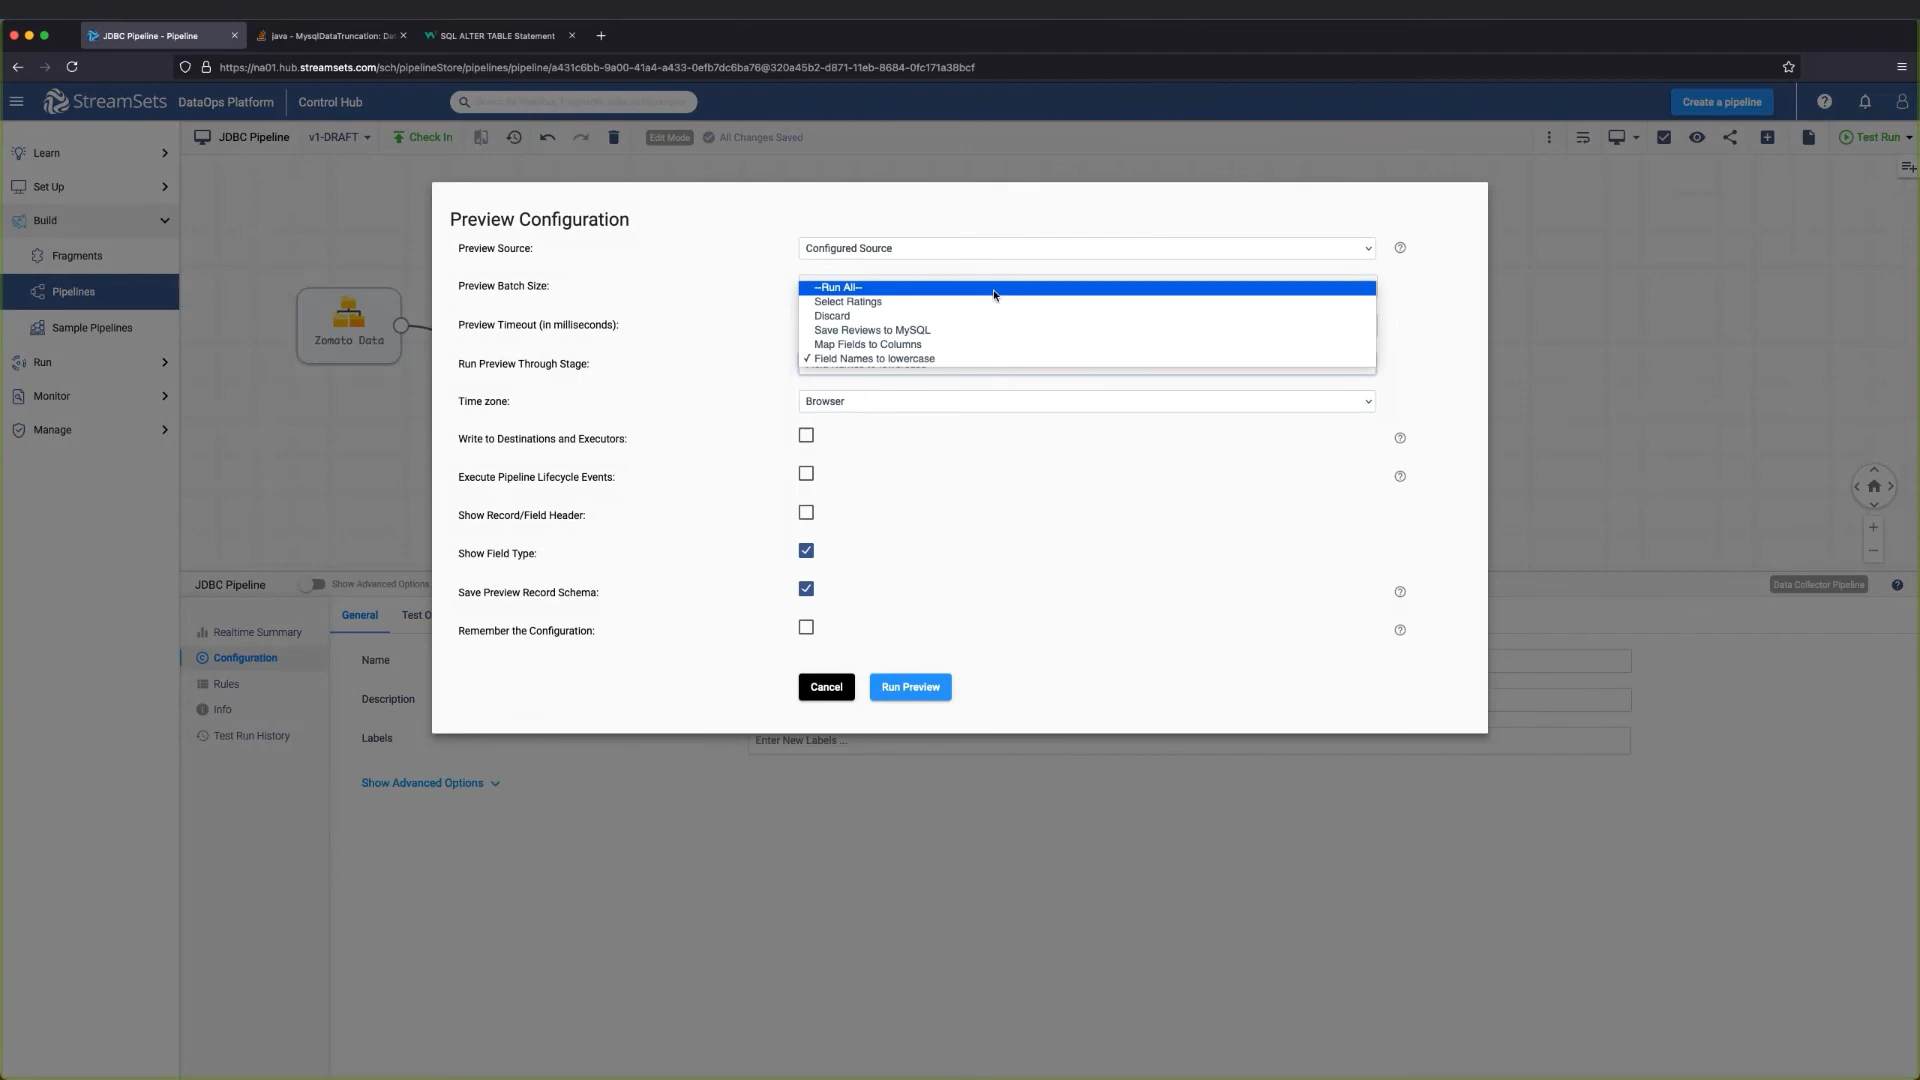 JDBC Pipeline - Pipeline
java - MysqlDataTruncation: Da
SQL ALTER TABLE Statement
https://na01.hub.streamsets.com/sch/pipelineStore/pipelines/pipeline/a431c6bb-9a00-41a4-a433-0efb7dc6ba76@320a45b2-d871-11eb-8684-0fc171a38bcf
StreamSets DataOps Platform Control Hub
Create a pipeline
Learn
Set Up
Build
Fragments
Pipelines
Sample Pipelines
Run
Monitor
Manage
JDBC Pipeline v1-DRAFT Check In Edit Mode All Changes Saved Test Run
Zomato Data
Preview Configuration
Preview Source: Configured Source
Preview Batch Size:
Preview Timeout (in milliseconds):
Run Preview Through Stage:
--Run All--
Select Ratings
Discard
Save Reviews to MySQL
Map Fields to Columns
✓ Field Names to lowercase
Time zone: Browser
Write to Destinations and Executors:
Execute Pipeline Lifecycle Events:
Show Record/Field Header:
Show Field Type:
Save Preview Record Schema:
Remember the Configuration:
Cancel Run Preview
JDBC Pipeline Show Advanced Options Data Collector Pipeline
Realtime Summary
Configuration
Rules
Info
Test Run History
General Test O
Name
Description
Labels Enter New Labels ...
Show Advanced Options